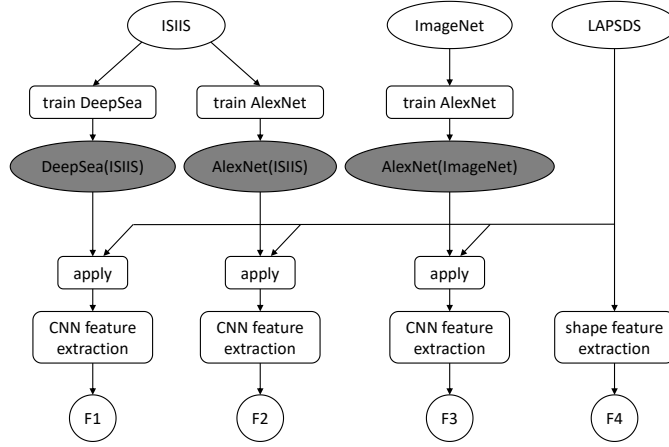 ISIIS
ImageNet
LAPSDS
train DeepSea
train AlexNet
train AlexNet
DeepSea(ISIIS)
AlexNet(ISIIS)
AlexNet(ImageNet)
apply
apply
apply
CNN feature
extraction
CNN feature
extraction
CNN feature
extraction
shape feature
extraction
F1
F2
F3
F4